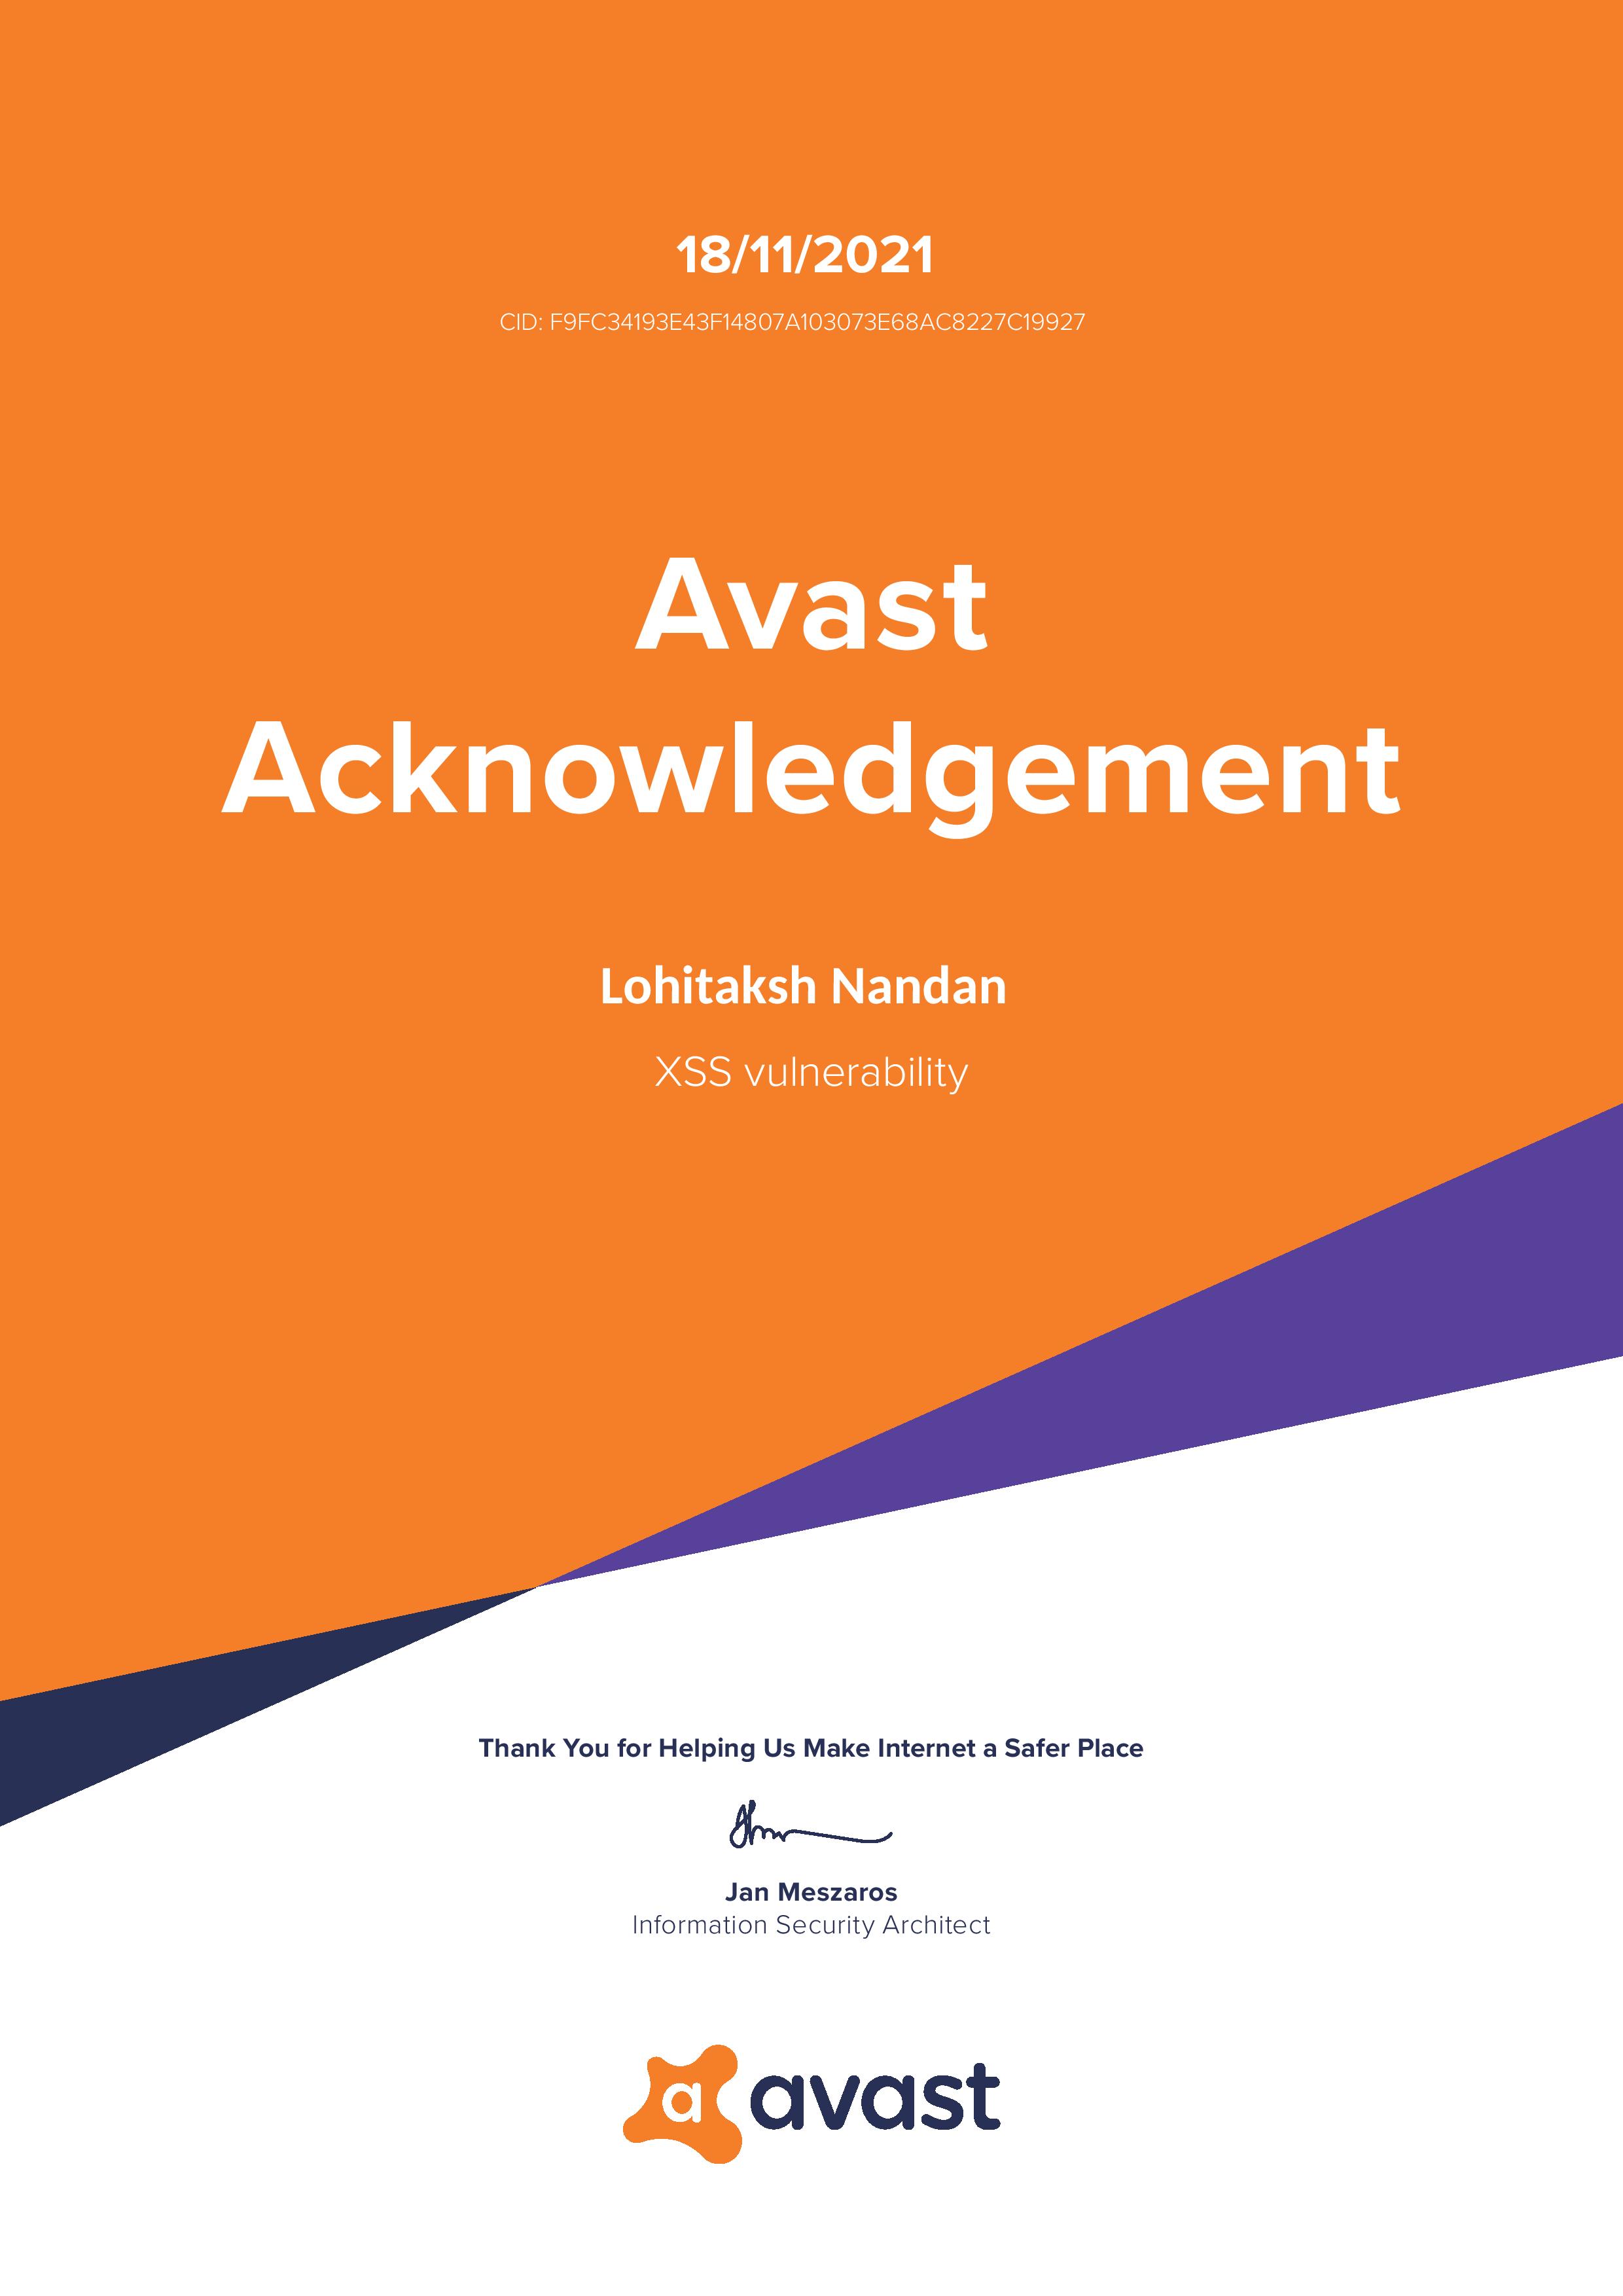 18/11/2021
CID: F9FC34193E43F14807A103073E68AC8227C19927
Avast
Acknowledgement
Lohitaksh Nandan
XSS vulnerability
Thank You for Helping Us Make Internet a Safer Place
Jan Meszaros
Information Security Architect
a avast